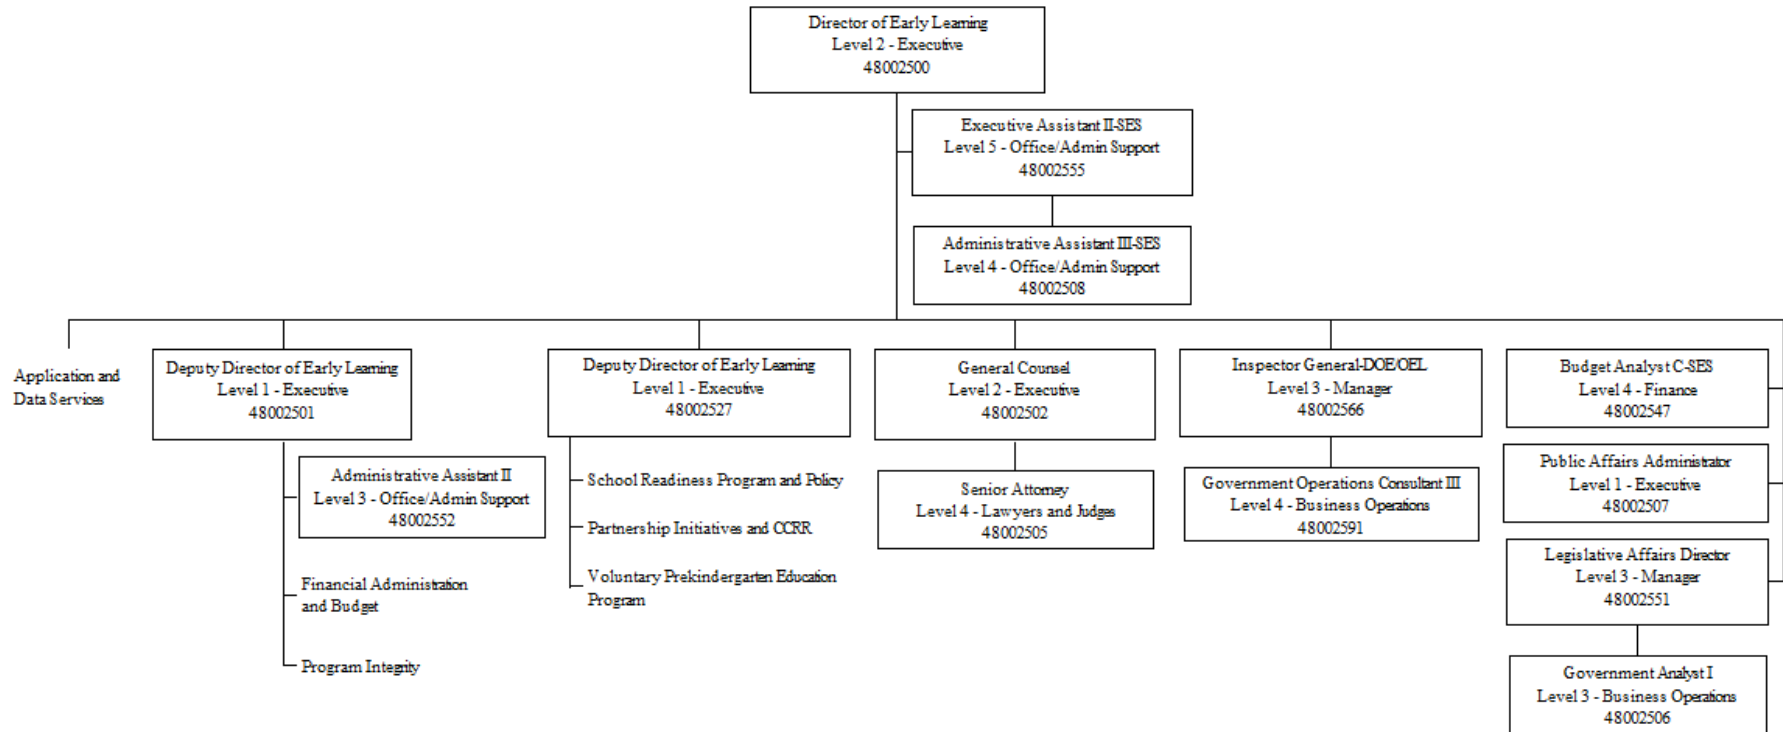 Director of Early Learning
Level 2 - Executive
48002500
Executive Assistant II-SES
Level 5 - Office/Admin Support
48002555
Administrative Assistant III-SES
Level 4 - Office/Admin Support
48002508
Application and
Data Services
Deputy Director of Early Learning
Level 1 - Executive
48002501
Administrative Assistant II
Level 3 - Office/Admin Support
48002552
Financial Administration
and Budget
Program Integrity
Deputy Director of Early Learning
Level 1 - Executive
48002527
School Readiness Program and Policy
Partnership Initiatives and CCRR
Voluntary Prekindergarten Education
Program
General Counsel
Level 2 - Executive
48002502
Senior Attorney
Level 4 - Lawyers and Judges
48002505
Inspector General-DOE/OEL
Level 3 - Manager
48002566
Government Operations Consultant III
Level 4 - Business Operations
48002591
Budget Analyst C-SES
Level 4 - Finance
48002547
Public Affairs Administrator
Level 1 - Executive
48002507
Legislative Affairs Director
Level 3 - Manager
48002551
Government Analyst I
Level 3 - Business Operations
48002506